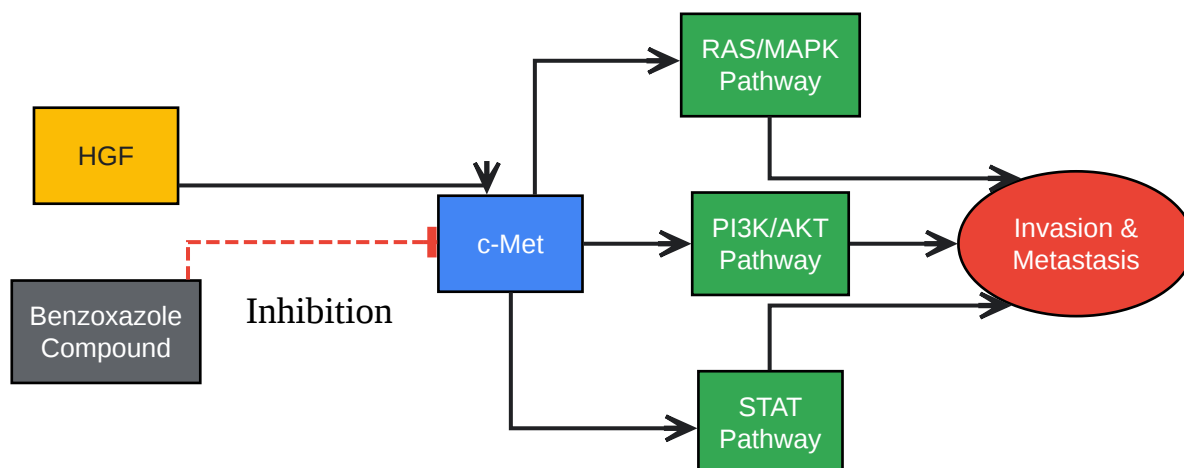 RAS/MAPK
Pathway
HGF
c-Met
PI3K/AKT
Pathway
Invasion &
Metastasis
Benzoxazole
Compound
Inhibition
STAT
Pathway